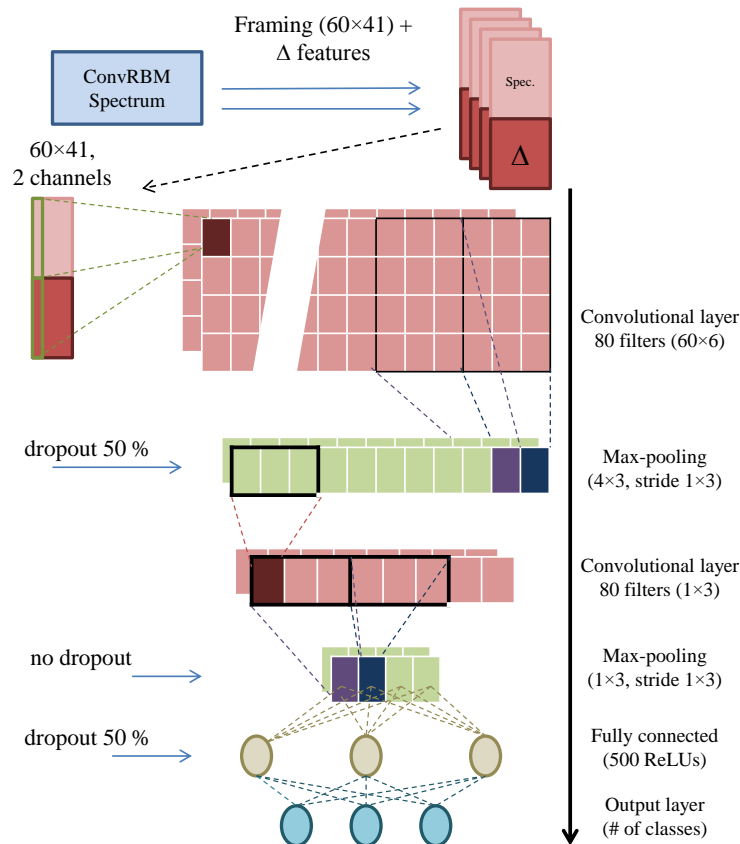 Framing (60×41) +
Δ features
ConvRBM
Spectrum
Spec.
Δ
60×41,
2 channels
Convolutional layer
80 filters (60×6)
dropout 50 %
Max-pooling
(4×3, stride 1×3)
Convolutional layer
80 filters (1×3)
no dropout
Max-pooling
(1×3, stride 1×3)
dropout 50 %
Fully connected
(500 ReLUs)
Output layer
(# of classes)